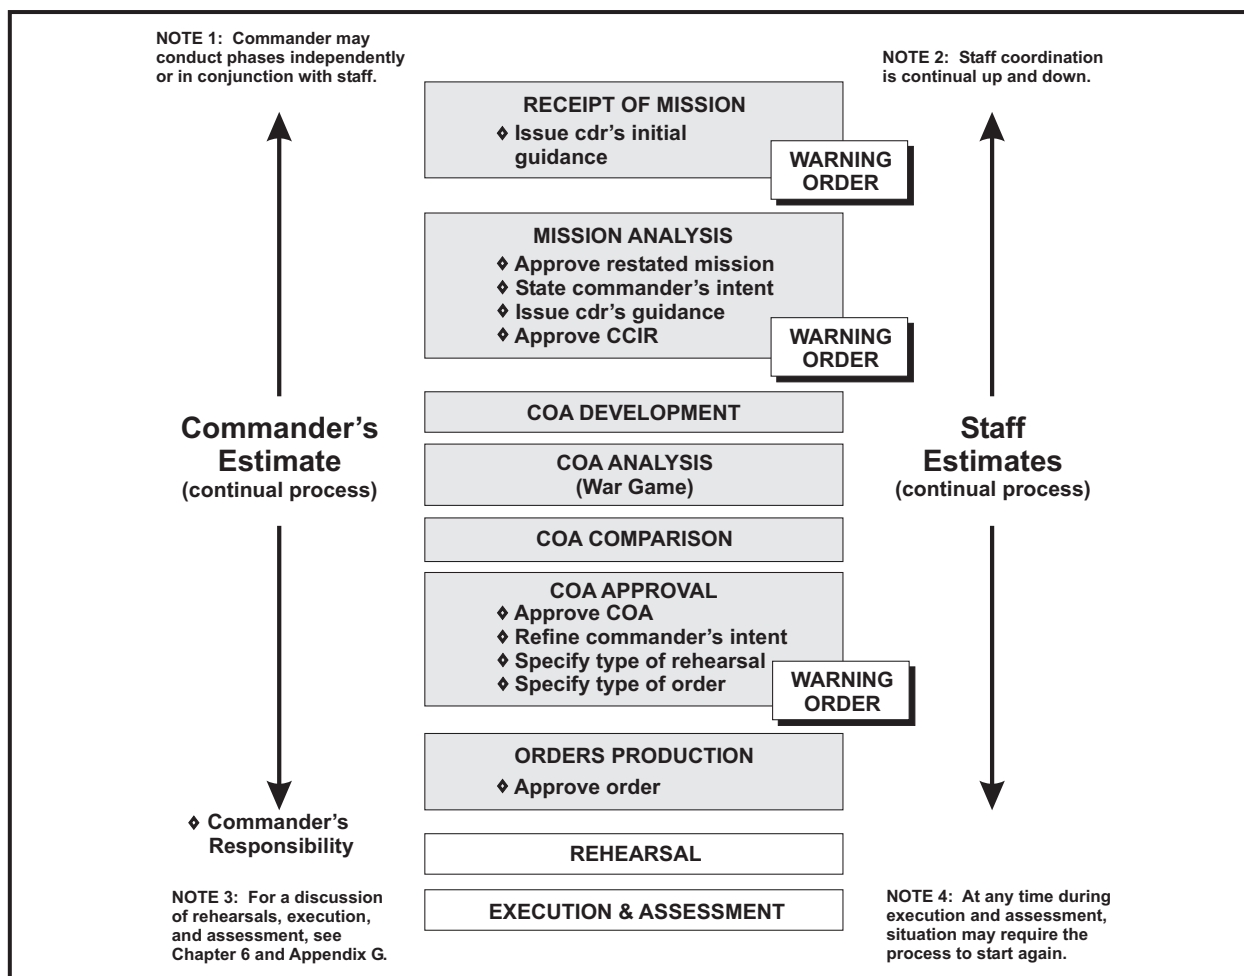 NOTE 1: Commander may
conduct phases independently
or in conjunction with staff.
NOTE 2: Staff coordination
is continual up and down.
RECEIPT OF MISSION
Issue cdr's initial
guidance
WARNING
ORDER
MISSION ANALYSIS
Approve restated mission
State commander's intent
Issue cdr's guidance
Approve CCIR
WARNING
ORDER
Commander's
Estimate
(continual process)
COA DEVELOPMENT
COA ANALYSIS
(War Game)
COA COMPARISON
Staff
Estimates
(continual process)
COA APPROVAL
Approve COA
Refine commander's intent
Specify type of rehearsal
Specify type of order
WARNING
ORDER
ORDERS PRODUCTION
Approve order
Commander's
Responsibility
REHEARSAL
EXECUTION & ASSESSMENT
NOTE 3: For a discussion
of rehearsals, execution,
and assessment, see
Chapter 6 and Appendix G.
NOTE 4: At any time during
execution and assessment,
situation may require the
process to start again.